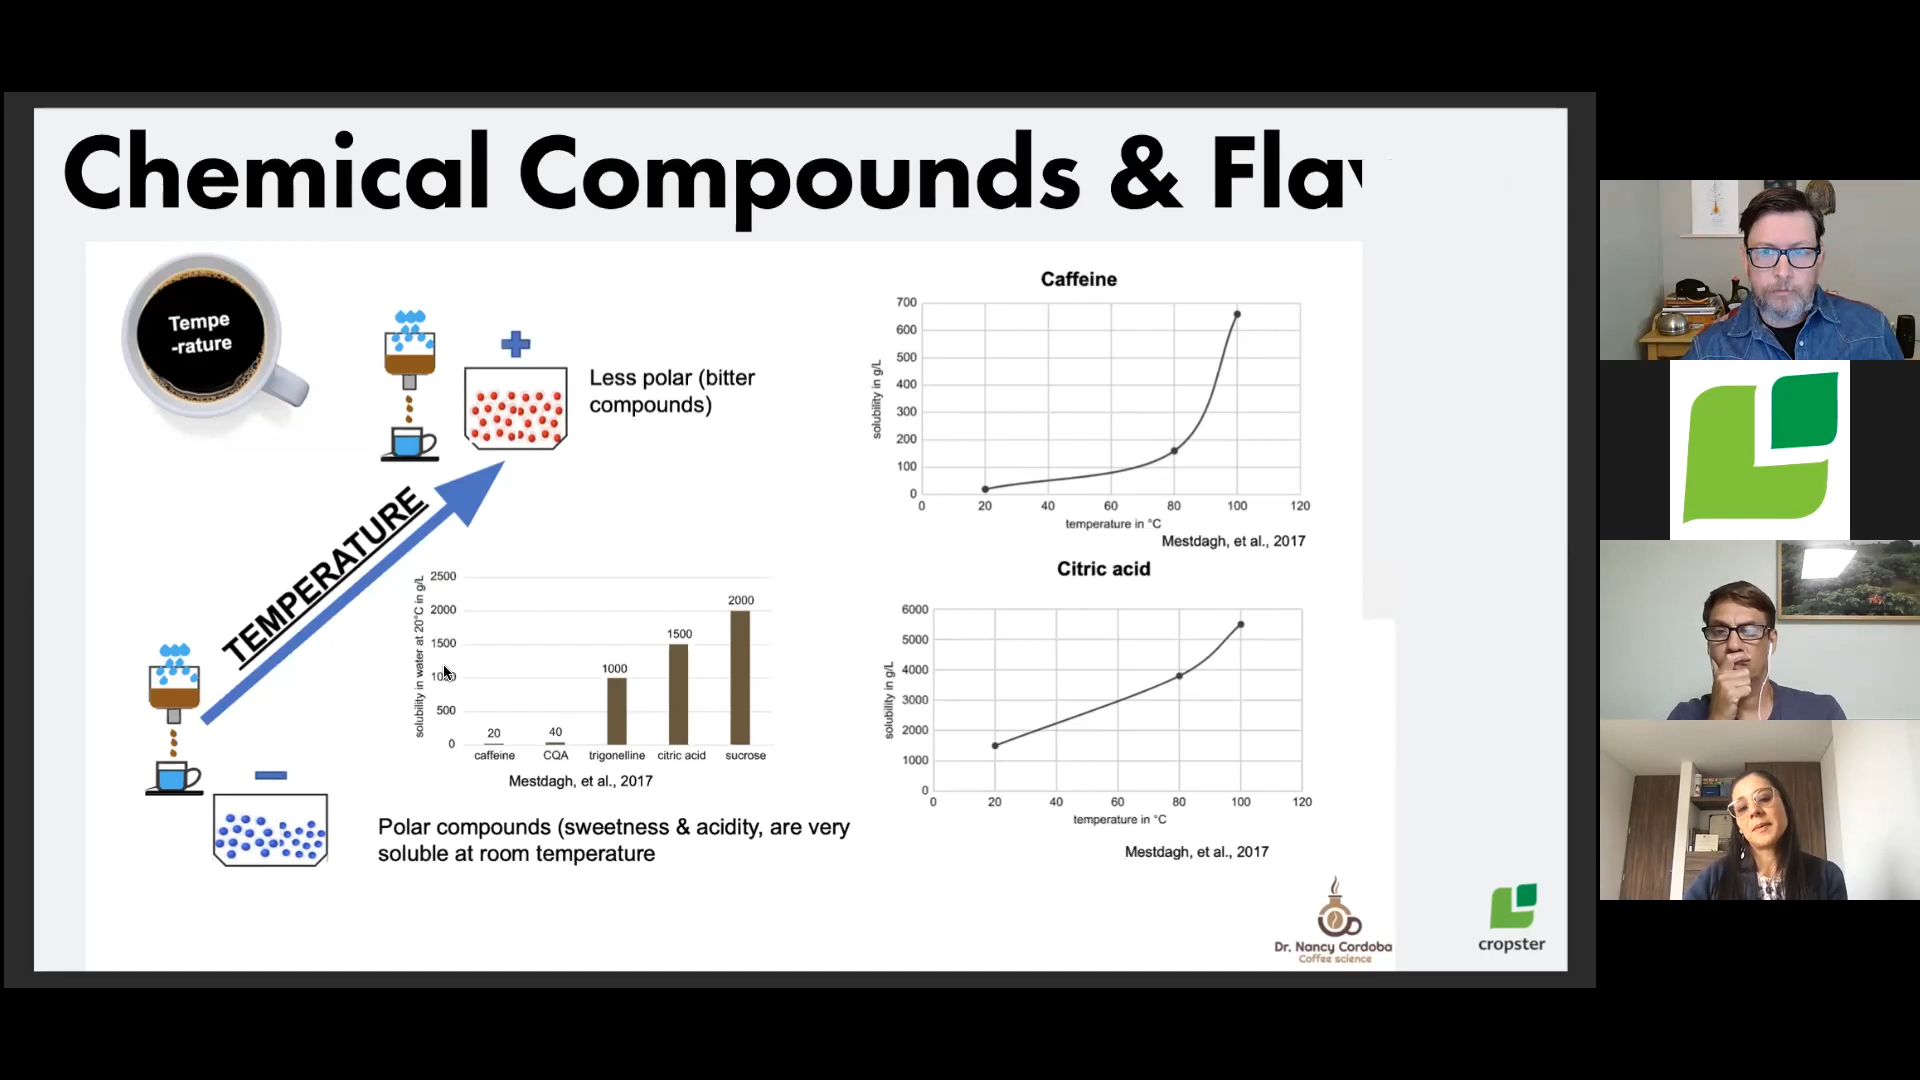 Chemical Compounds & Flav
Tempe
-rature
Less polar (bitter
compounds)
TEMPERATURE
Caffeine
solubility in g/L
700
600
500
400
300
200
100
0
0 20 40 60 80 100 120
temperature in °C
Mestdagh, et al., 2017
solubility in water at 20°C in g/L
2500
2000
1500
1000
500
0
20
40
1000
1500
2000
caffeine CQA trigonelline citric acid sucrose
Mestdagh, et al., 2017
Citric acid
solubility in g/L
6000
5000
4000
3000
2000
1000
0
0 20 40 60 80 100 120
temperature in °C
Mestdagh, et al., 2017
Polar compounds (sweetness & acidity, are very
soluble at room temperature
Dr. Nancy Cordoba
Coffee science
cropster